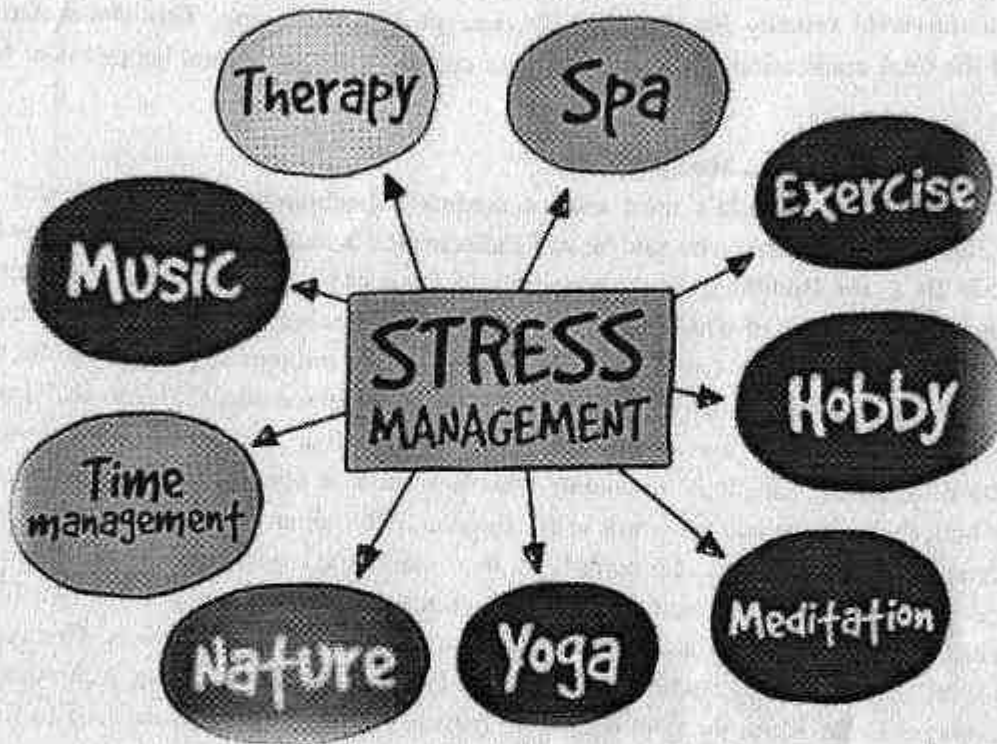 Therapy
Spa
Exercise
Music
STRESS
MANAGEMENT
Hobby
Time
management
Meditation
Nature
Yoga